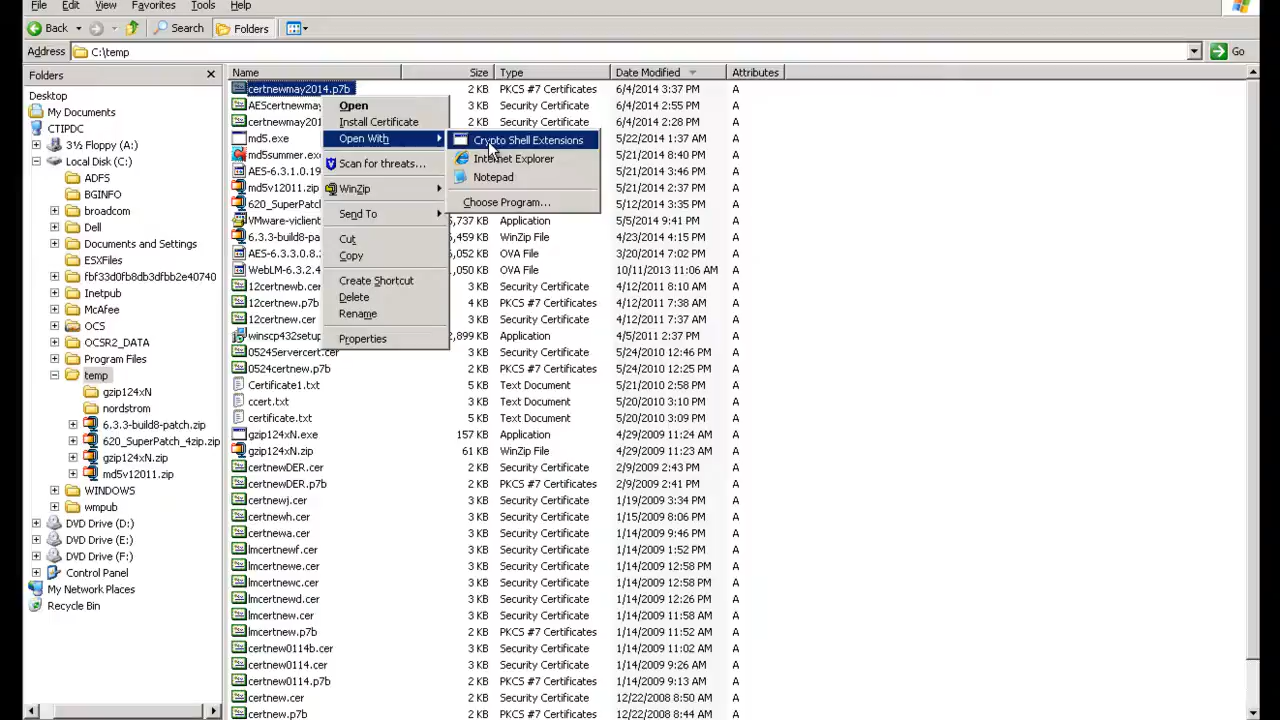 File Edit View Favorites Tools Help
Back Search Folders
Address C:\temp Go
Folders
Desktop
My Documents
CTIPDC
3½ Floppy (A:)
Local Disk (C:)
ADFS
BGINFO
broadcom
Dell
Documents and Settings
ESXFiles
fbf33d0fb8db3dfbb2e40740
Inetpub
McAfee
OCS
OCSR2_DATA
Program Files
temp
gzip124xN
nordstrom
6.3.3-build8-patch.zip
620_SuperPatch_4zip.zip
gzip124xN.zip
md5v12011.zip
WINDOWS
wmpub
DVD Drive (D:)
DVD Drive (E:)
DVD Drive (F:)
Control Panel
My Network Places
Recycle Bin
Name Size Type Date Modified Attributes
certnewmay2014.p7b 2 KB PKCS #7 Certificates 6/4/2014 3:37 PM A
AEScertnewmay 3 KB Security Certificate 6/4/2014 2:55 PM A
certnewmay201 2 KB Security Certificate 6/4/2014 2:38 PM A
md5.exe 5/22/2014 1:37 AM A
md5summer.exe 5/21/2014 8:40 PM A
AES-6.3.1.0.19 A
md5v12011.zip A
620_SuperPatch A
VMware-viclient 5,737 KB Application 5/5/2014 9:41 PM A
6.3.3-build8-pa 6,459 KB WinZip File 4/23/2014 4:15 PM A
AES-6.3.3.0.8. 6,052 KB OVA File 3/20/2014 7:02 PM A
WebLM-6.3.2.4 1,050 KB OVA File 10/11/2013 11:06 AM A
12certnewb.cer 2 KB Security Certificate 4/12/2011 8:10 AM A
12certnew.p7b 4 KB PKCS #7 Certificates 4/12/2011 7:38 AM A
12certnew.cer 2 KB Security Certificate 4/12/2011 7:37 AM A
winscp432setup 2,899 KB Application 4/5/2011 2:37 PM A
0524Servercert.cer 2 KB Security Certificate 5/24/2010 12:46 PM A
0524certnew.p7b 2 KB PKCS #7 Certificates 5/24/2010 12:25 PM A
Certificate1.txt 5 KB Text Document 5/21/2010 2:58 PM A
ccert.txt 2 KB Text Document 5/20/2010 3:10 PM A
certificate.txt 5 KB Text Document 5/20/2010 3:09 PM A
gzip124xN.exe 157 KB Application 4/29/2009 11:24 AM A
gzip124xN.zip 61 KB WinZip File 4/29/2009 11:23 AM A
certnewDER.cer 2 KB Security Certificate 2/9/2009 2:43 PM A
certnewDER.p7b 2 KB PKCS #7 Certificates 2/9/2009 2:41 PM A
certnewj.cer 2 KB Security Certificate 1/19/2009 3:34 PM A
certnewh.cer 2 KB Security Certificate 1/15/2009 8:06 PM A
certnewa.cer 2 KB Security Certificate 1/14/2009 9:46 PM A
lmcertnewf.cer 3 KB Security Certificate 1/14/2009 1:52 PM A
lmcertnewe.cer 3 KB Security Certificate 1/14/2009 12:58 PM A
lmcertnewc.cer 3 KB Security Certificate 1/14/2009 12:58 PM A
lmcertnewd.cer 3 KB Security Certificate 1/14/2009 12:58 PM A
lmcertnew.cer 3 KB Security Certificate 1/14/2009 11:58 AM A
lmcertnew.p7b 2 KB PKCS #7 Certificates 1/14/2009 11:52 AM A
certnew0114b.cer 3 KB Security Certificate 1/14/2009 11:02 AM A
certnew0114.cer 3 KB Security Certificate 1/14/2009 9:26 AM A
certnew0114.p7b 2 KB PKCS #7 Certificates 1/14/2009 9:13 AM A
certnew.cer 2 KB Security Certificate 12/22/2008 8:50 AM A
certnew.p7b 2 KB PKCS #7 Certificates 12/22/2008 8:44 AM A
Open
Install Certificate
Open With
Scan for threats...
WinZip
Send To
Cut
Copy
Create Shortcut
Delete
Rename
Properties
Crypto Shell Extensions
Internet Explorer
Notepad
Choose Program...